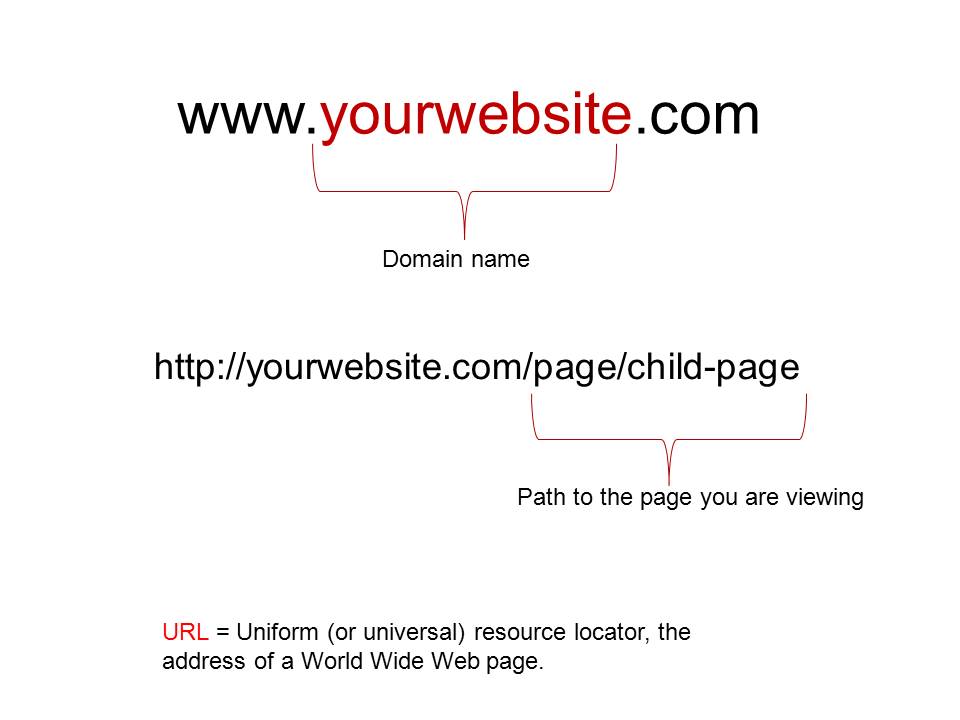 www.yourwebsite.com
Domain name
http://yourwebsite.com/page/child-page
Path to the page you are viewing
URL = Uniform (or universal) resource locator, the
address of a World Wide Web page.